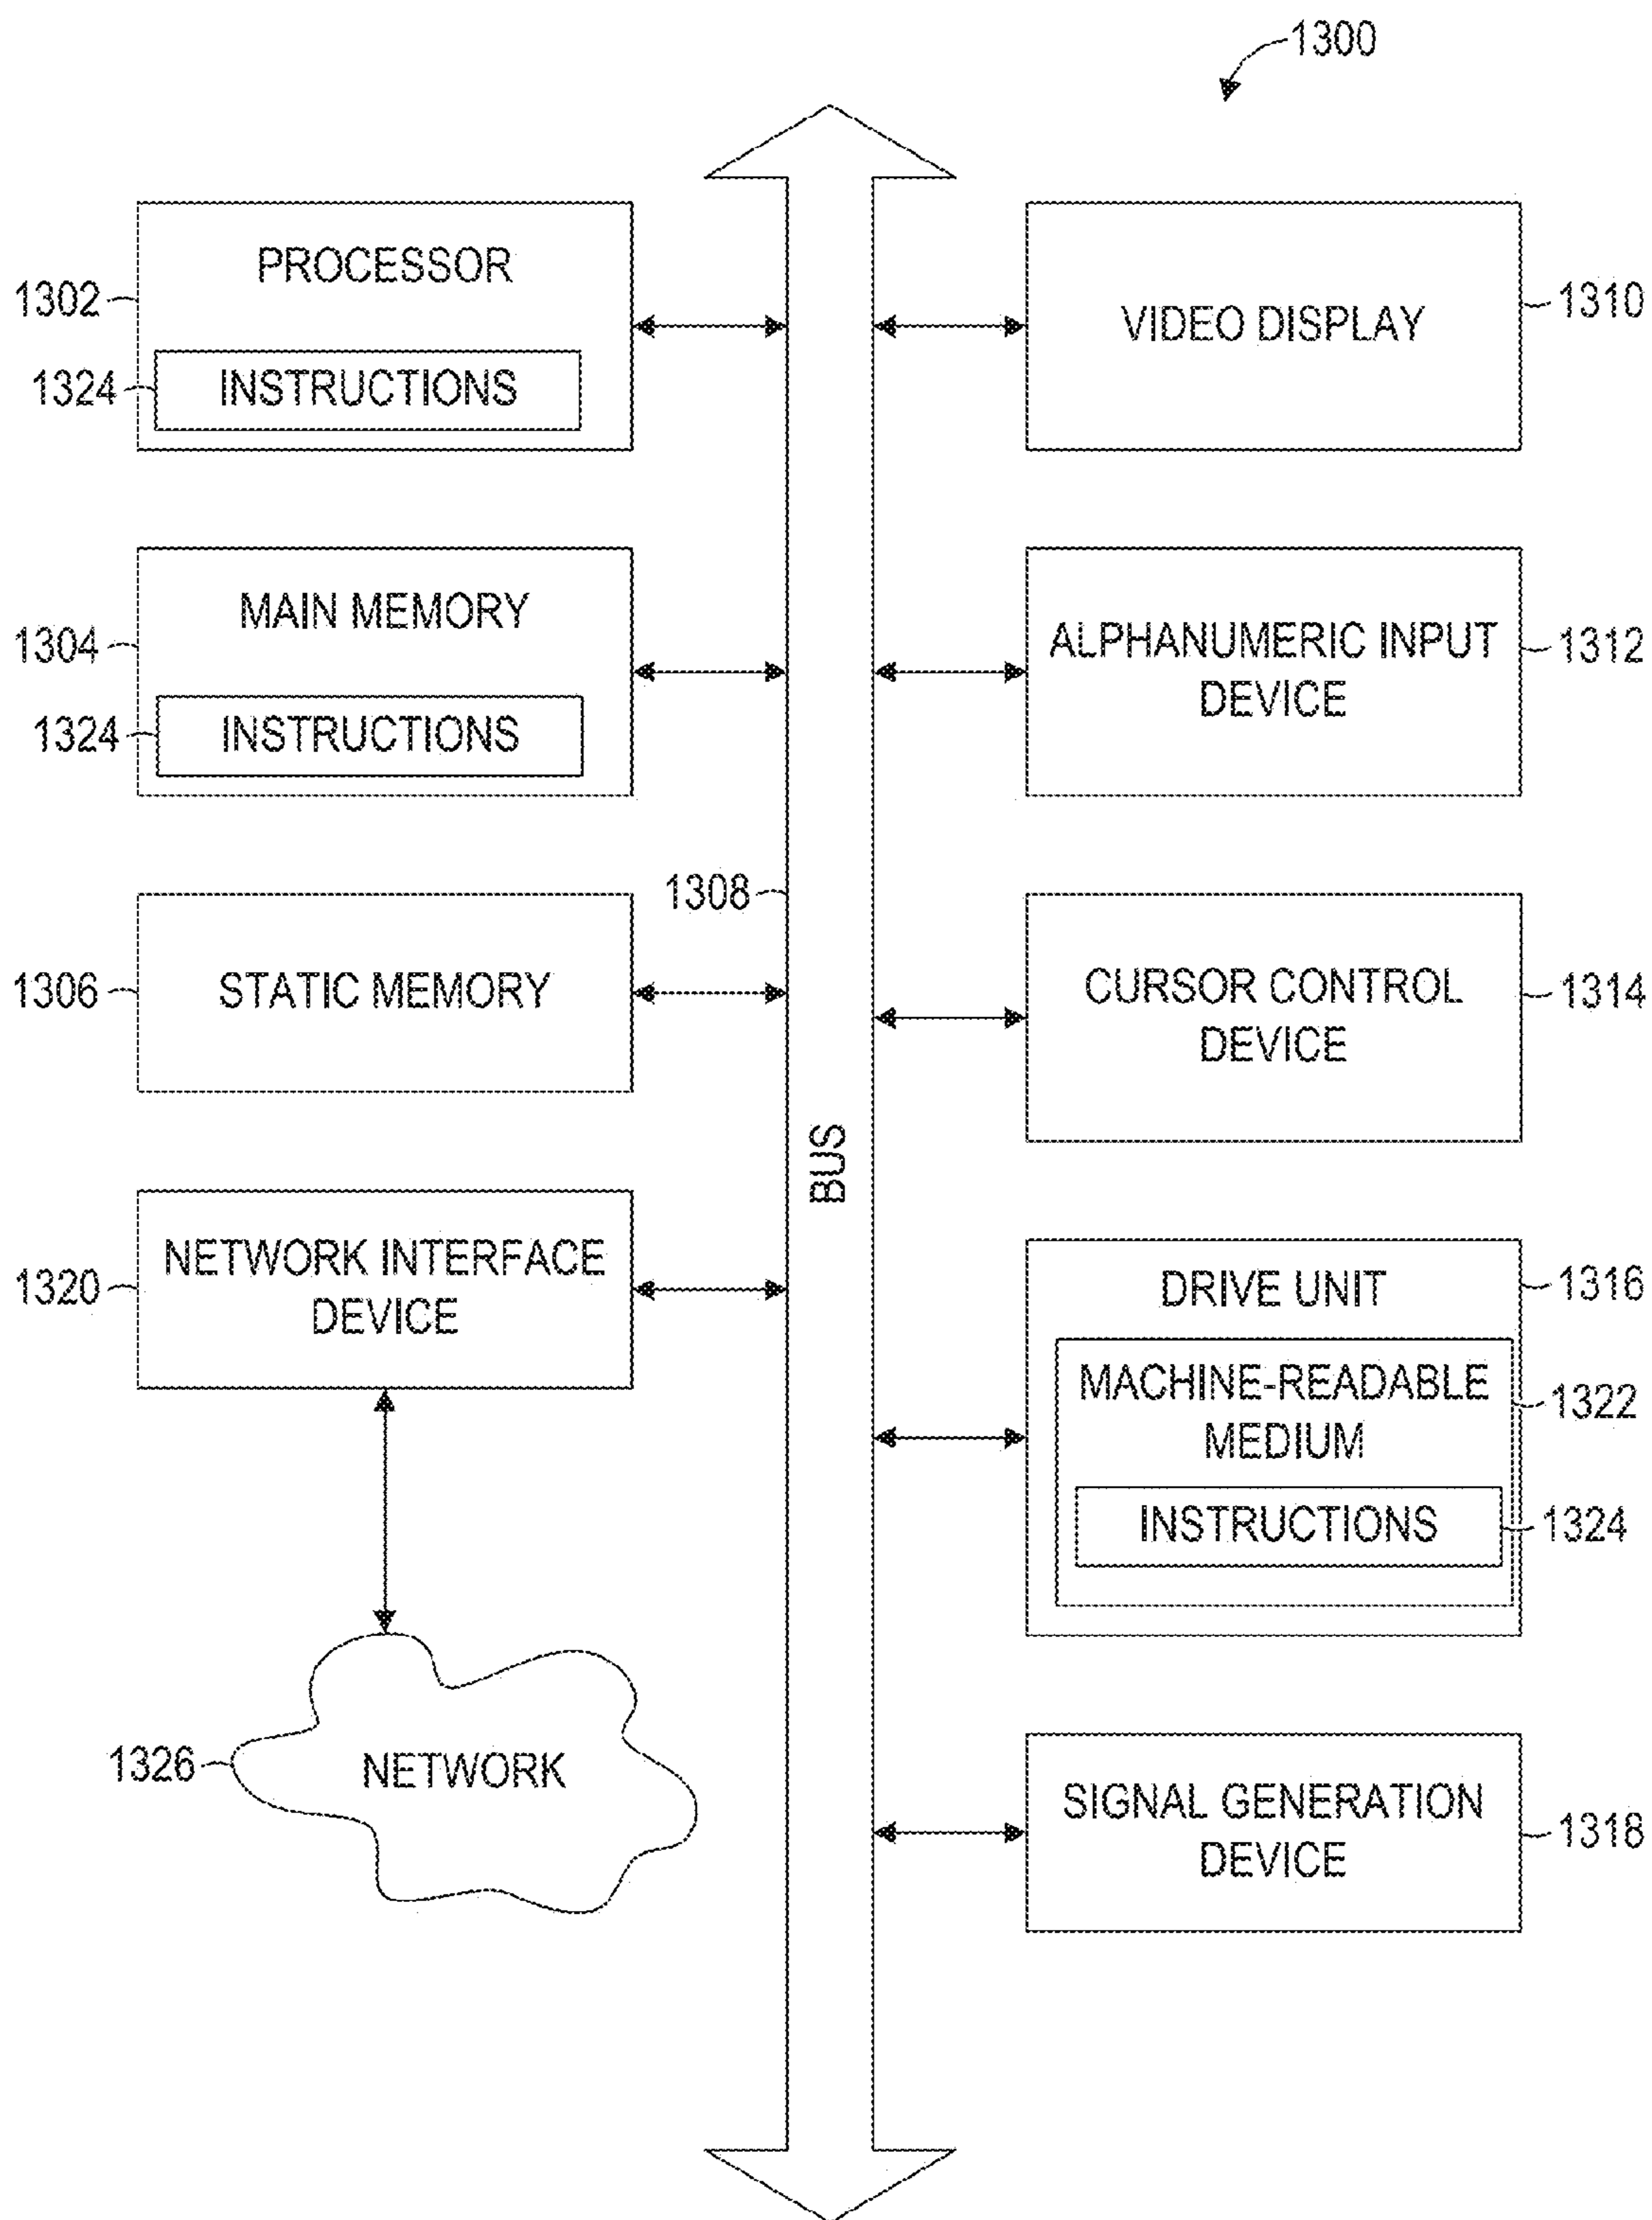 1300
PROCESSOR
1302
1324
INSTRUCTIONS
MAIN MEMORY
1304
1324
INSTRUCTIONS
1308
STATIC MEMORY
1306
NETWORK INTERFACE
DEVICE
1320
NETWORK
1326
BUS
VIDEO DISPLAY
1310
ALPHANUMERIC INPUT
DEVICE
1312
CURSOR CONTROL
DEVICE
1314
DRIVE UNIT
1316
MACHINE-READABLE
MEDIUM
1322
INSTRUCTIONS
1324
SIGNAL GENERATION
DEVICE
1318